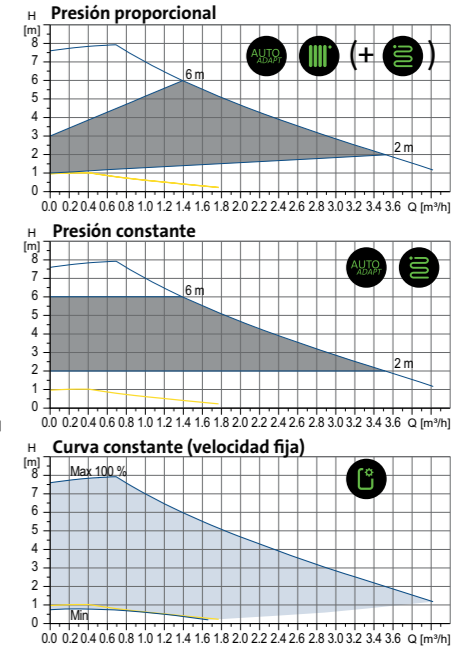 Presión proporcional
H
[m]
AUTO
ADAPT
(+ )
8
7
6
5
4
3
2
1
0
6 m
2 m
0.0 0.2 0.4 0.6 0.8 1.0 1.2 1.4 1.6 1.8 2.0 2.2 2.4 2.6 2.8 3.0 3.2 3.4 3.6 Q [m³/h]
Presión constante
H
[m]
AUTO
ADAPT
8
7
6
5
4
3
2
1
0
6 m
2 m
0.0 0.2 0.4 0.6 0.8 1.0 1.2 1.4 1.6 1.8 2.0 2.2 2.4 2.6 2.8 3.0 3.2 3.4 3.6 Q [m³/h]
Curva constante (velocidad fija)
H
[m]
Max 100 %
8
7
6
5
4
3
2
1
0
Min
0.0 0.2 0.4 0.6 0.8 1.0 1.2 1.4 1.6 1.8 2.0 2.2 2.4 2.6 2.8 3.0 3.2 3.4 3.6 Q [m³/h]